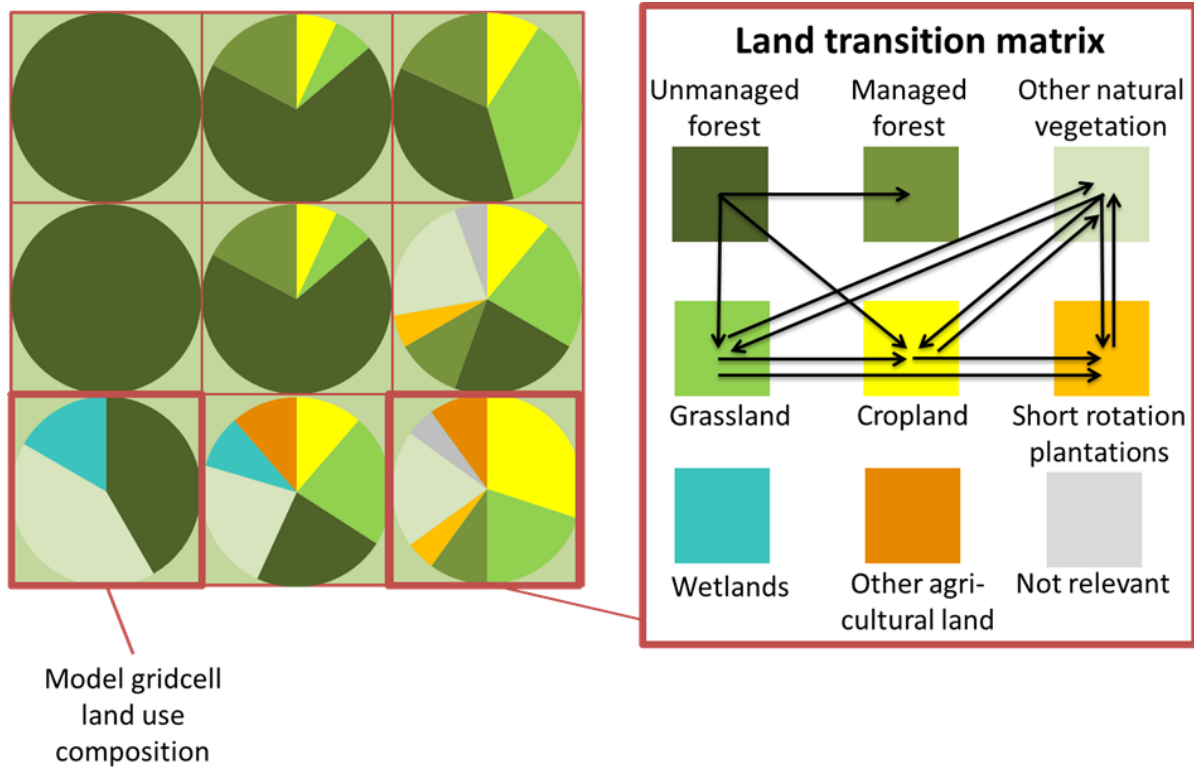 Land transition matrix
Unmanaged
forest
Managed
forest
Other natural
vegetation
Grassland
Cropland
Short rotation
plantations
Wetlands
Other agri-
cultural land
Not relevant
Model gridcell
land use
composition